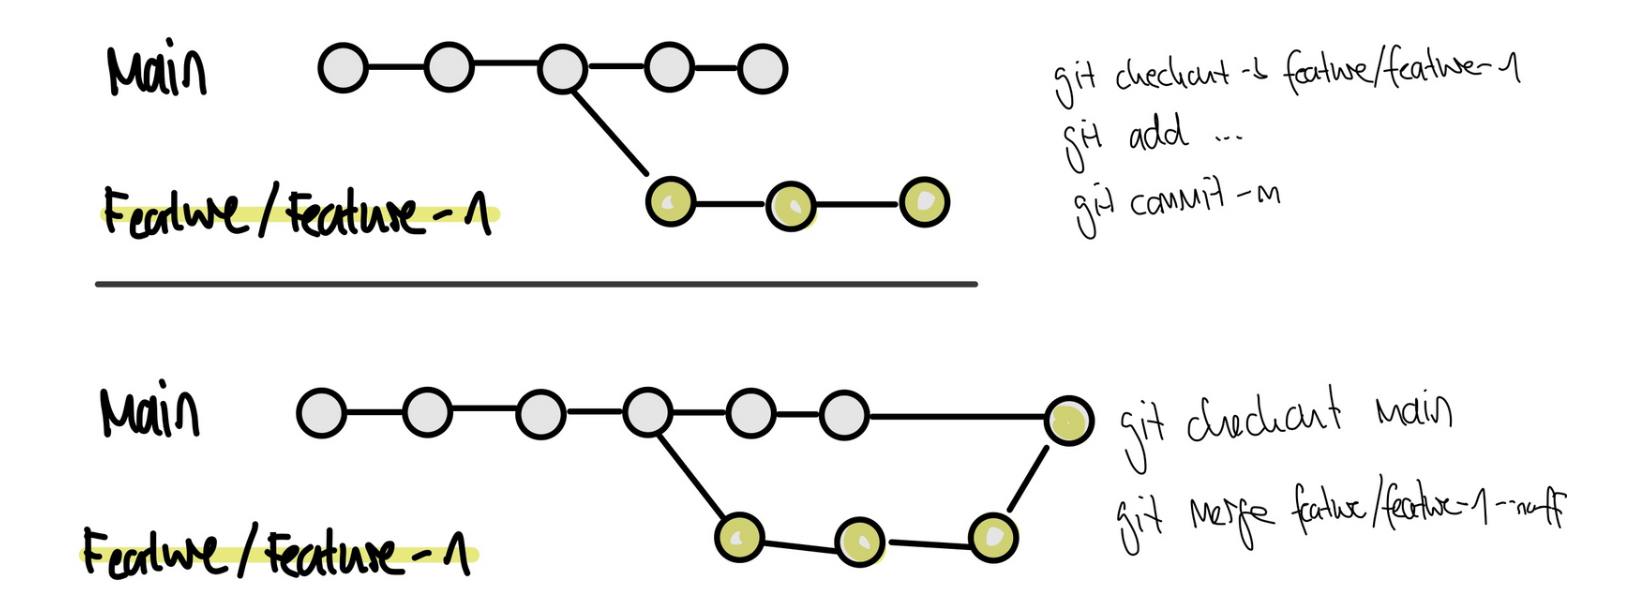 Main
git checkout -b feature/feature-1
git add ...
git commit -m
Feature/Feature-1
Main
git checkout main
git merge feature/feature-1 --no-ff
Feature/Feature-1